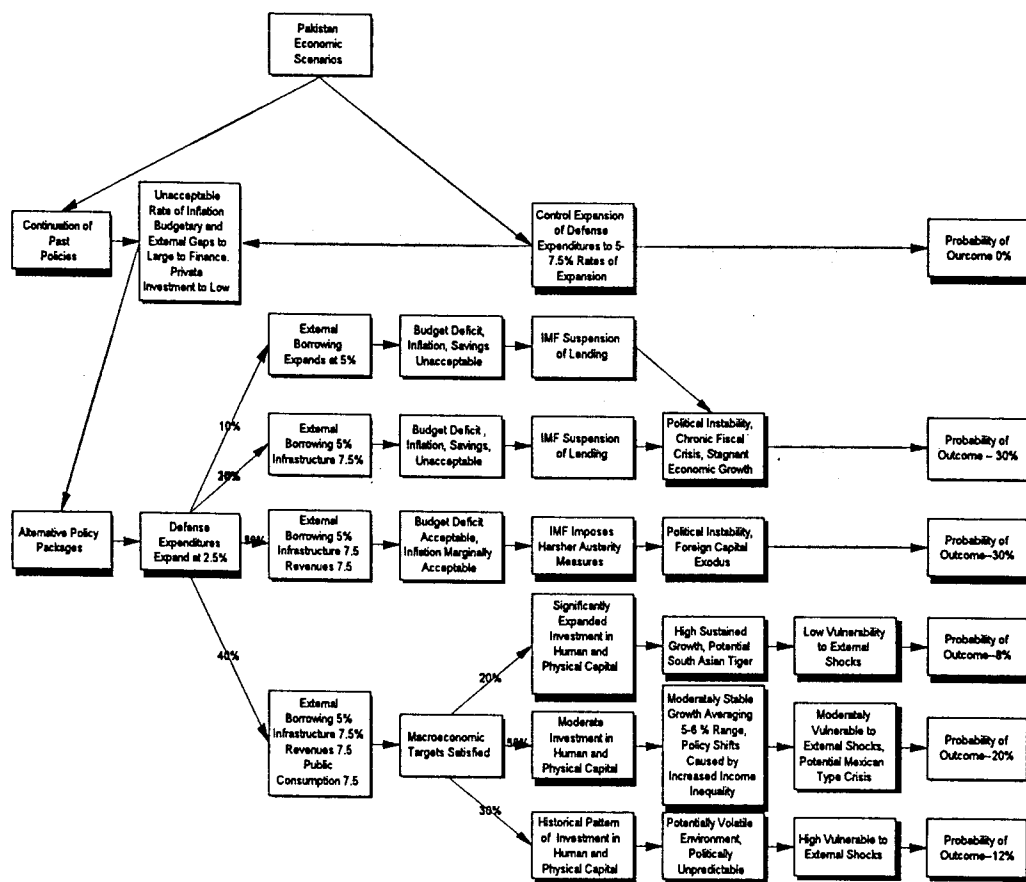 Pakistan
Economic
Scenarios
Continuation of
Past
Policies
Unacceptable
Rate of Inflation
Budgetary and
External Gaps to
Large to Finance.
Private
Investment to Low
Control Expansion
of Defense
Expenditures to 5-
7.5% Rates of
Expansion
Probability of
Ourcome 0%
External
Borrowing
Expands at 5%
Budget Deficit,
Inflation, Savings
Unacceptable
IMF Suspension
of Lending
10%
External
Borrowing 5%
Infrastructure 7.5%
Budget Deficit ,
Inflation, Savings,
Unacceptable
IMF Suspension
of Lending
Political Instability,
Chronic Fiscal
Crisis, Stagnant
Economic Growth
Probability of
Outcome -- 30%
20%
Alternative Policy
Packages
Defense
Expenditures
Expand at 2.5%
External
Borrowing 5%
Infrastructure 7.5
Revenues 7.5
Budget Deficit
Acceptable,
Inflation Marginally
Acceptable
IMF Imposes
Harsher Austerity
Measures
Political Instability,
Foreign Capital
Exodus
Probability of
Outcome--30%
40%
Significantly
Expanded
Investment in
Human and
Physical Capital
High Sustained
Growth, Potential
South Asian Tiger
Low Vulnerability
to External
Shocks
Probability of
Outcome--8%
20%
External
Borrowing 5%
Infrastructure 7.5%
Revenues 7.5
Public
Consumption 7.5
Macroeconomic
Targets Satisfied
50%
Moderate
Investment in
Human and
Physical Capital
Moderately Stable
Growth Averaging
5-6 % Range,
Policy Shifts
Caused by
Increased Income
Inequality
Moderately
Vulnerable to
External Shocks,
Potential Mexican
Type Crisis
Probability of
Outcome--20%
30%
Historical Pattern
of Investment in
Human and
Physical Capital
Potentially Volatile
Environment,
Politically
Unpredictable
High Vulnerable to
External Shocks
Probability of
Outcome--12%